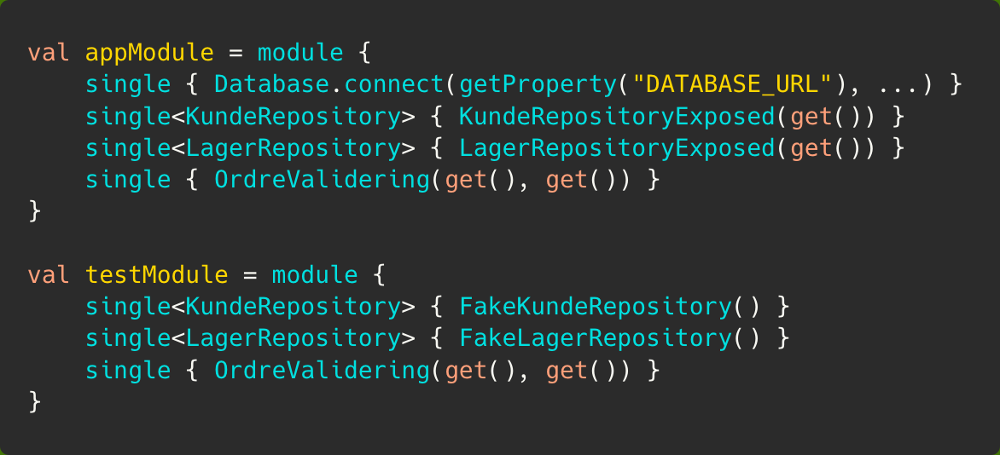 val appModule = module {
    single { Database.connect(getProperty("DATABASE_URL"), ...) }
    single<KundeRepository> { KundeRepositoryExposed(get()) }
    single<LagerRepository> { LagerRepositoryExposed(get()) }
    single { OrdreValidering(get(), get()) }
}

val testModule = module {
    single<KundeRepository> { FakeKundeRepository() }
    single<LagerRepository> { FakeLagerRepository() }
    single { OrdreValidering(get(), get()) }
}